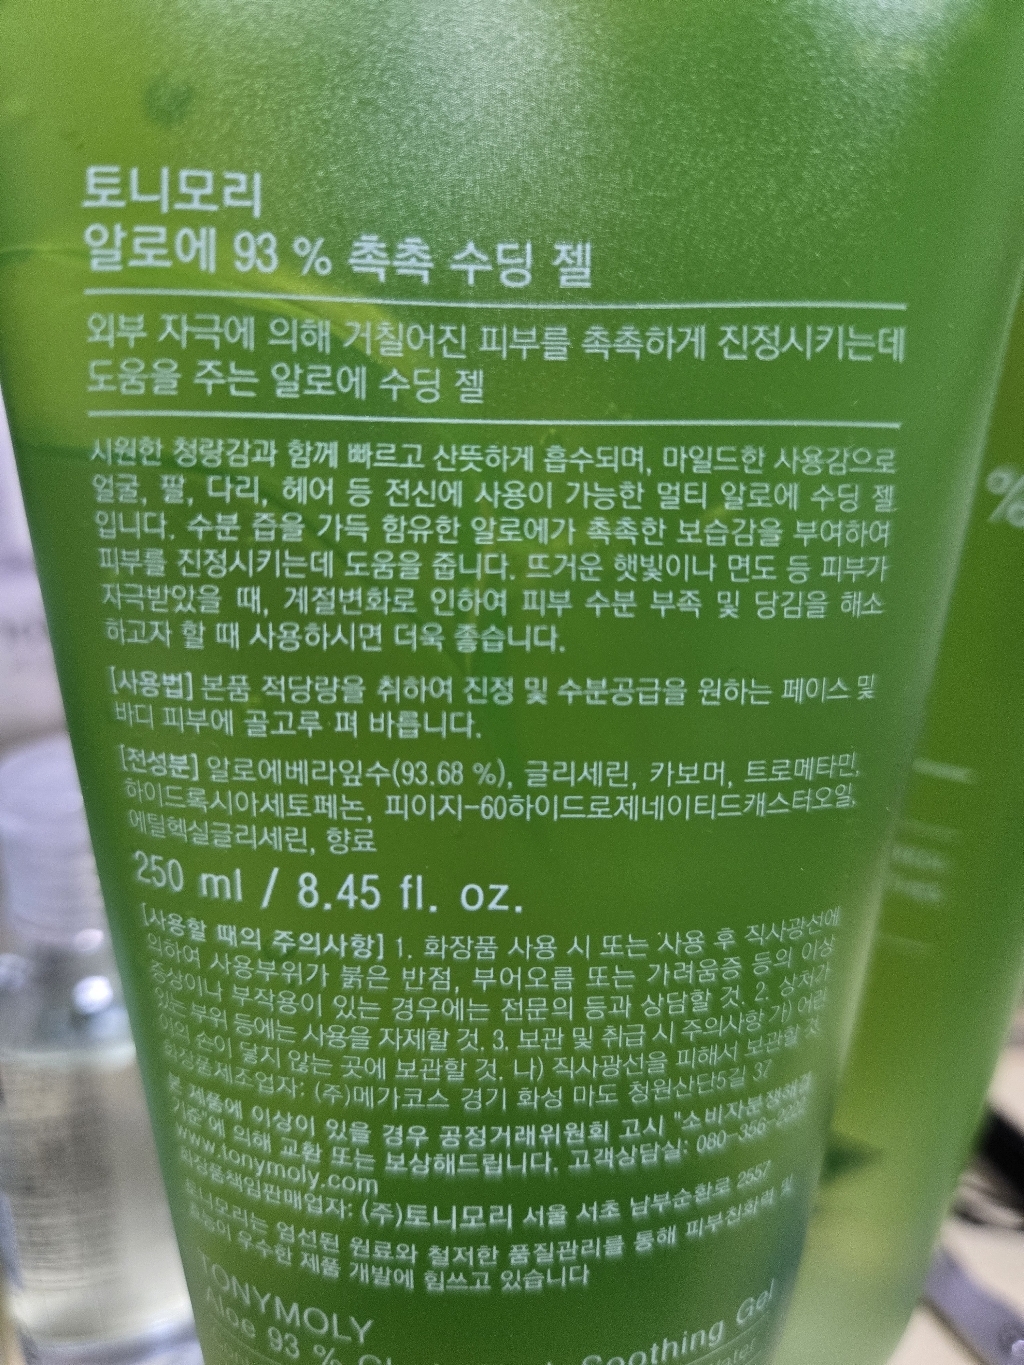 토니모리
알로에 93 % 촉촉 수딩 젤
외부 자극에 의해 거칠어진 피부를 촉촉하게 진정시키는데
도움을 주는 알로에 수딩 젤
시원한 청량감과 함께 빠르고 산뜻하게 흡수되며, 마일드한 사용감으로
얼굴, 팔, 다리, 헤어 등 전신에 사용이 가능한 멀티 알로에 수딩 젤
입니다. 수분 즙을 가득 함유한 알로에가 촉촉한 보습감을 부여하여
피부를 진정시키는데 도움을 줍니다. 뜨거운 햇빛이나 면도 등 피부가
자극받았을 때, 계절변화로 인하여 피부 수분 부족 및 당김을 해소
하고자 할 때 사용하시면 더욱 좋습니다.
[사용법] 본품 적당량을 취하여 진정 및 수분공급을 원하는 페이스 및
바디 피부에 골고루 펴 바릅니다.
[전성분] 알로에베라잎수(93.68 %), 글리세린, 카보머, 트로메타민,
하이드록시아세토페논, 피이지-60하이드로제네이티드캐스터오일,
에틸헥실글리세린, 향료
250 ml / 8.45 fl. oz.
[사용할 때의 주의사항] 1. 화장품 사용 시 또는 사용 후 직사광선에
의하여 사용부위가 붉은 반점, 부어오름 또는 가려움증 등의 이상
증상이나 부작용이 있는 경우에는 전문의 등과 상담할 것. 2. 상처가
있는 부위 등에는 사용을 자제할 것. 3. 보관 및 취급 시 주의사항 가) 어린
이의 손이 닿지 않는 곳에 보관할 것. 나) 직사광선을 피해서 보관할 것
화장품제조업자: (주)메가코스 경기 화성 마도 청원산단5길 37
본 제품에 이상이 있을 경우 공정거래위원회 고시 "소비자분쟁해결
기준"에 의해 교환 또는 보상해드립니다. 고객상담실: 080-356-
www.tonymoly.com
화장품책임판매업자: (주)토니모리 서울 서초 남부순환로 2557
토니모리는 엄선된 원료와 철저한 품질관리를 통해 피부친화력 및
효능이 우수한 제품 개발에 힘쓰고 있습니다
TONYMOLY
Aloe 93 % Soothing Gel
%